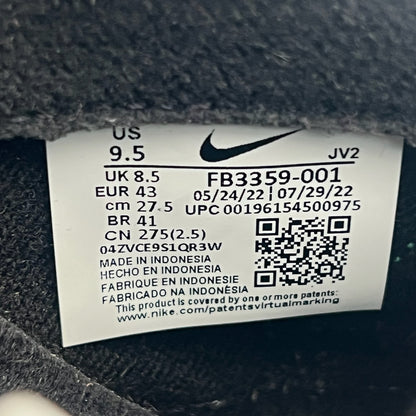 US
9.5 JV2
UK 8.5 FB3359-001
EUR 43 05/24/22 | 07/29/22
cm 27.5 UPC 00196154500975
BR 41
CN 275(2.5)
04ZVCE9S1QR3W
MADE IN INDONESIA
HECHO EN INDONESIA
FABRIQUE EN INDONESIE
FABRICADO NA INDONESIA
This product is covered by one or more patents:
www.nike.com/patentsvirtualmarking